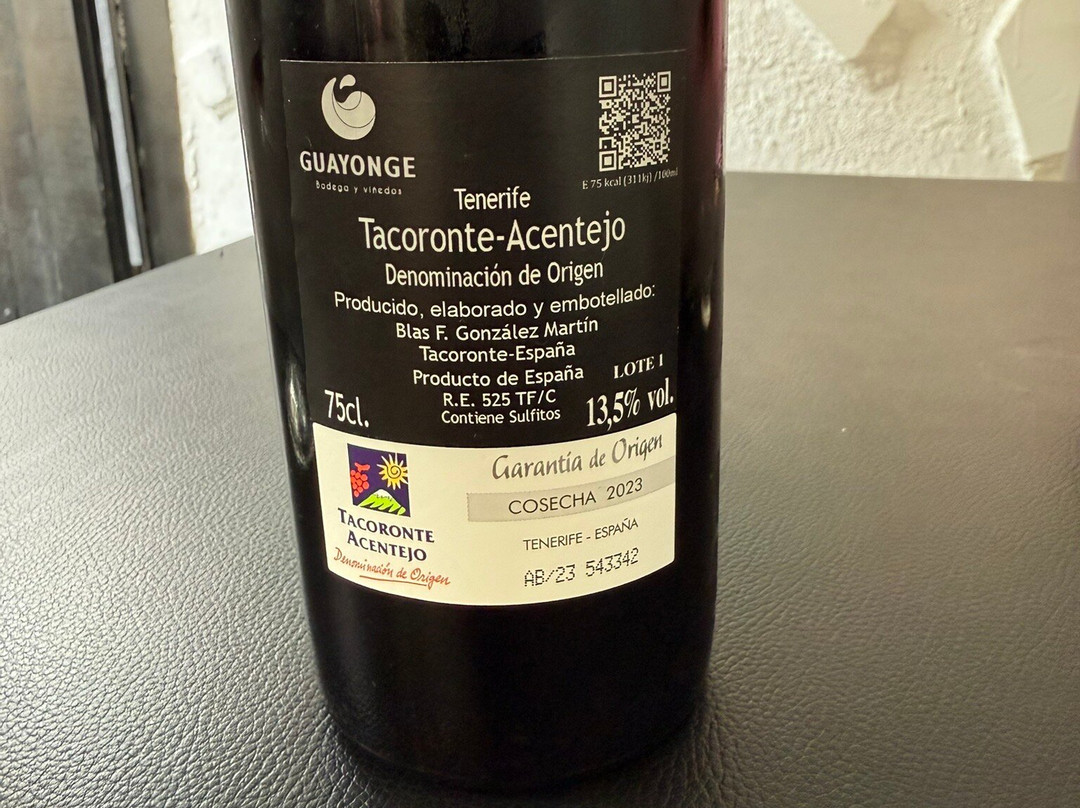 GUAYONGE
Bodega y viñedos
E 75 kcal (311kj) /100ml
Tenerife
Tacoronte-Acentejo
Denominación de Origen
Producido, elaborado y embotellado:
Blas F. González Martín
Tacoronte-España
Producto de España
LOTE 1
R.E. 525 TF/C
75cl.
Contiene Sulfitos
13,5% vol.
TACORONTE
ACENTEJO
Denominación de Origen
Garantía de Origen
COSECHA 2023
TENERIFE - ESPAÑA
AB/23 543342